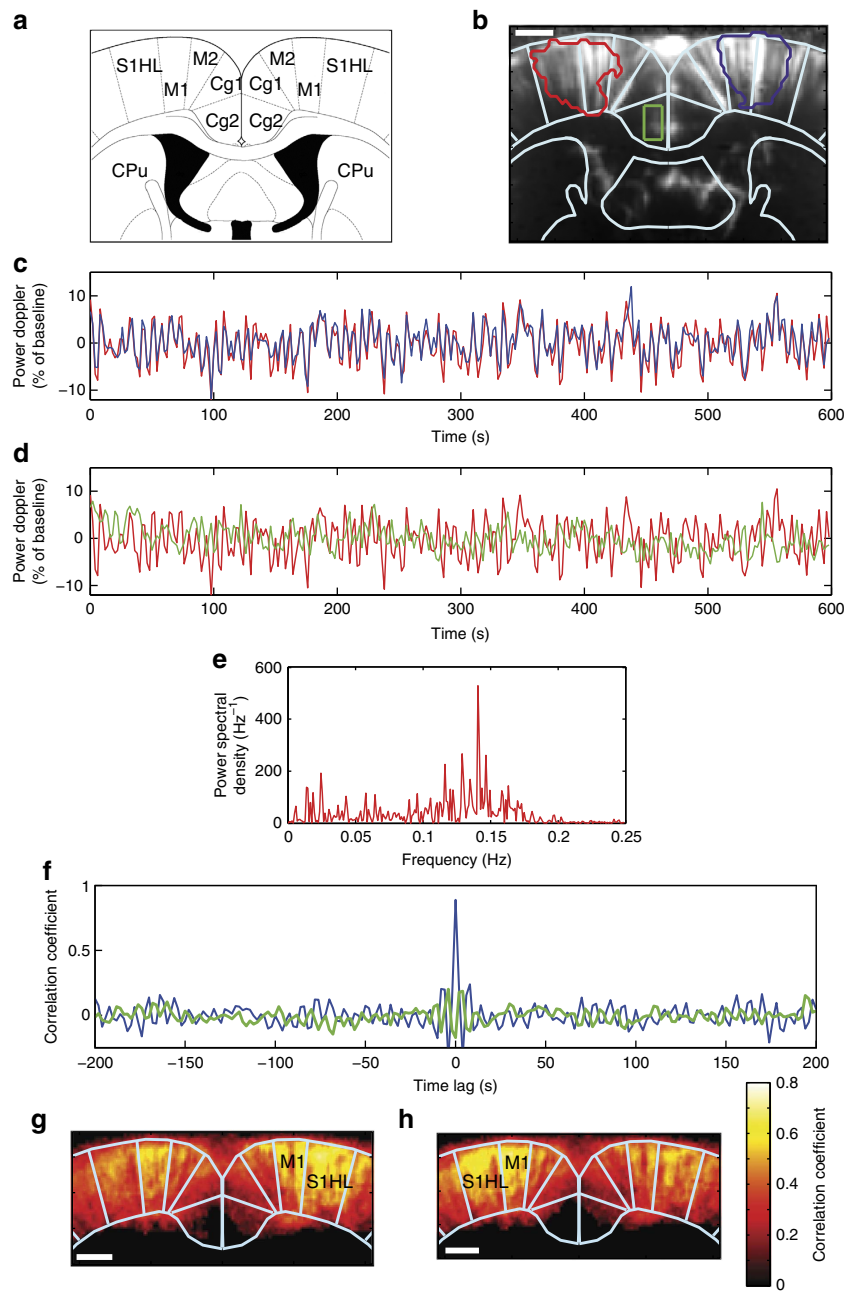 a
M2 M2
S1HL S1HL
M1 Cg1 Cg1 M1
Cg2 Cg2
CPu CPu
b
c
Power doppler
(% of baseline)
10
0
−10
0 100 200 300 400 500 600
Time (s)
d
Power doppler
(% of baseline)
10
0
−10
0 100 200 300 400 500 600
Time (s)
e
Power spectral
density (Hz−1)
600
400
200
0
0 0.05 0.1 0.15 0.2 0.25
Frequency (Hz)
f
Correlation coefficient
1
0.5
0
−200 −150 −100 −50 0 50 100 150 200
Time lag (s)
g
M1
S1HL
h
M1
S1HL
0.8
0.6
0.4
0.2
0
Correlation coefficient